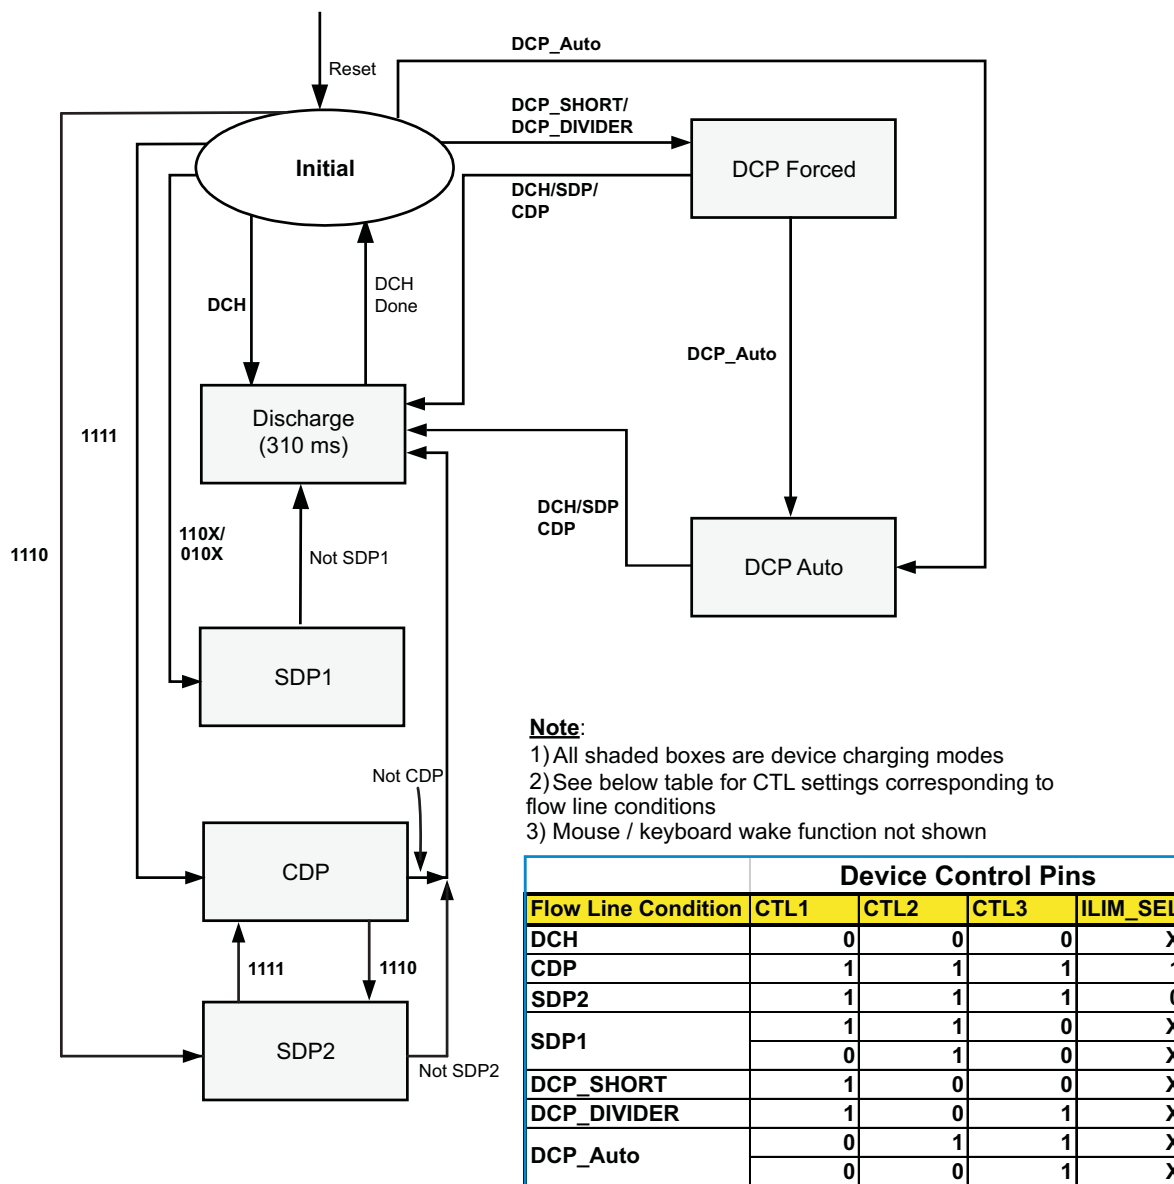 DCP_Auto
Reset
DCP_SHORT/
DCP_DIVIDER
Initial
DCP Forced
DCH/SDP/
CDP
DCH
Done
DCH
DCP_Auto
Discharge
(310 ms)
1111
DCH/SDP
CDP
110X/
010X
1110
Not SDP1
DCP Auto
SDP1
Note:
1) All shaded boxes are device charging modes
2) See below table for CTL settings corresponding to
flow line conditions
3) Mouse / keyboard wake function not shown
Not CDP
CDP
1111
1110
SDP2
Not SDP2
Device Control Pins
Flow Line Condition CTL1 CTL2 CTL3
DCH 0 0 0 X
CDP 1 1 1
SDP2 1 1 1 0
SDP1 1 1 0 X
0 1 0 X
DCP_SHORT 1 0 0 X
DCP_DIVIDER 1 0 1 X
DCP_Auto 0 1 1 X
0 0 1 X